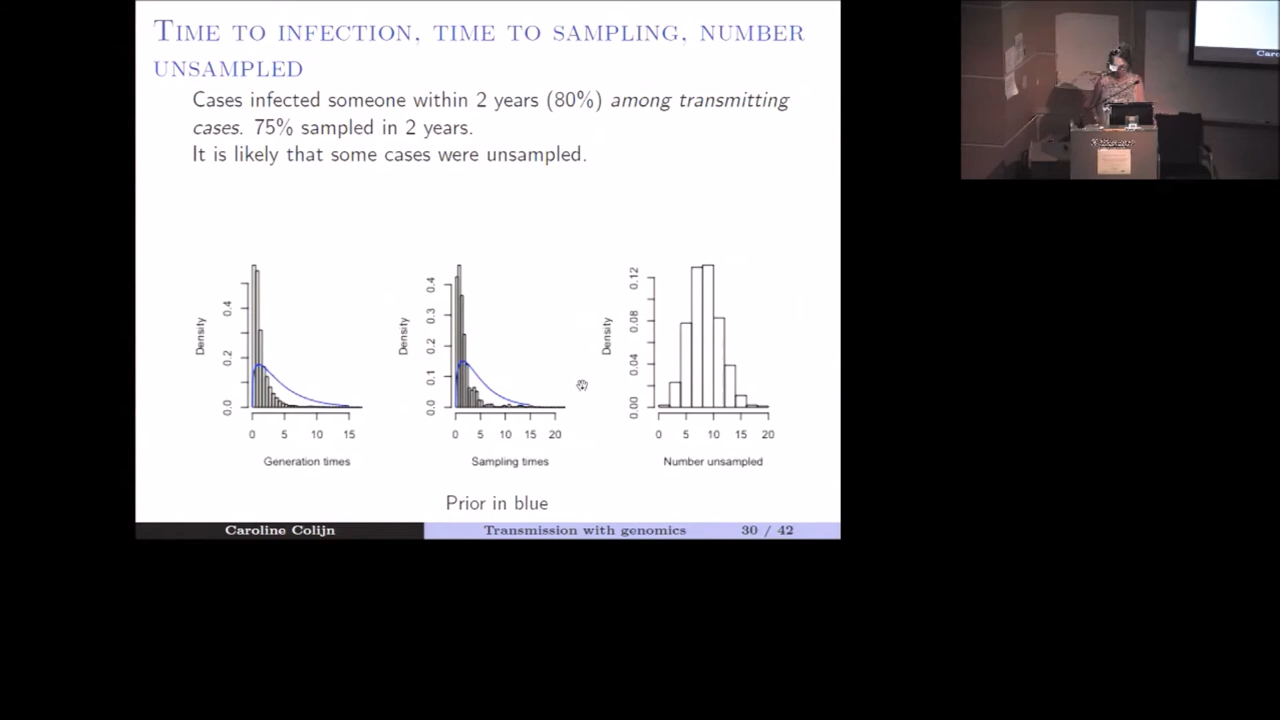 TIME TO INFECTION, TIME TO SAMPLING, NUMBER
UNSAMPLED
Cases infected someone within 2 years (80%) among transmitting
cases. 75% sampled in 2 years.
It is likely that some cases were unsampled.
Density
0.0 0.2 0.4
0 5 10 15
Generation times
Density
0.0 0.1 0.2 0.3 0.4
0 5 10 15 20
Sampling times
Density
0.00 0.04 0.08 0.12
0 5 10 15 20
Number unsampled
Prior in blue
Caroline Colijn Transmission with genomics 30 / 42